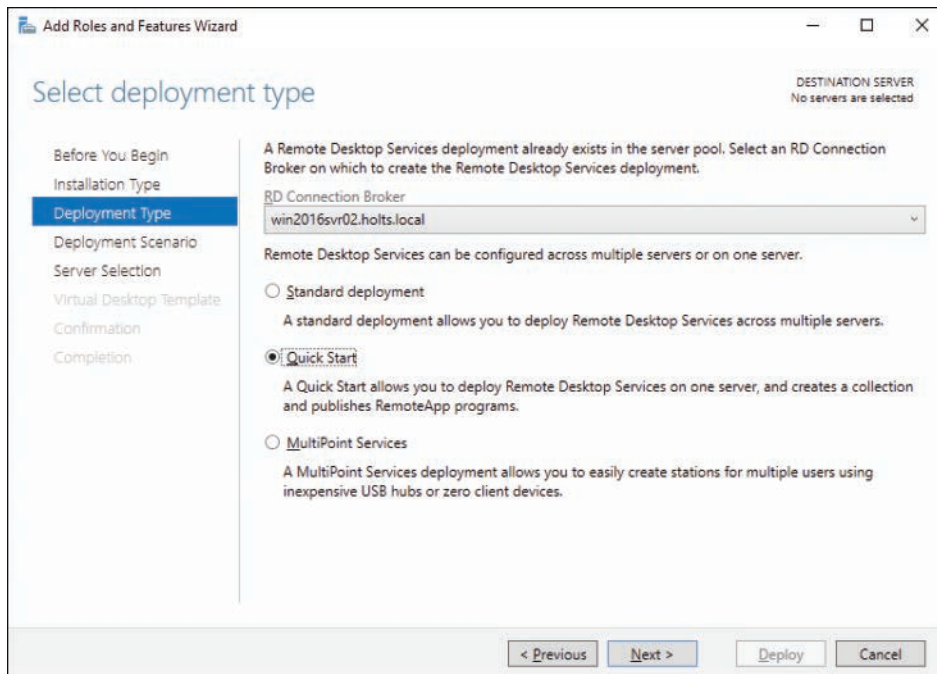 Add Roles and Features Wizard
Select deployment type
DESTINATION SERVER
No servers are selected
Before You Begin
Installation Type
Deployment Type
Deployment Scenario
Server Selection
Virtual Desktop Template
Confirmation
Completion
A Remote Desktop Services deployment already exists in the server pool. Select an RD Connection
Broker on which to create the Remote Desktop Services deployment.
RD Connection Broker
win2016svr02.holts.local
Remote Desktop Services can be configured across multiple servers or on one server.
Standard deployment
A standard deployment allows you to deploy Remote Desktop Services across multiple servers.
Quick Start
A Quick Start allows you to deploy Remote Desktop Services on one server, and creates a collection
and publishes RemoteApp programs.
MultiPoint Services
A MultiPoint Services deployment allows you to easily create stations for multiple users using
inexpensive USB hubs or zero client devices.
< Previous
Next >
Deploy
Cancel